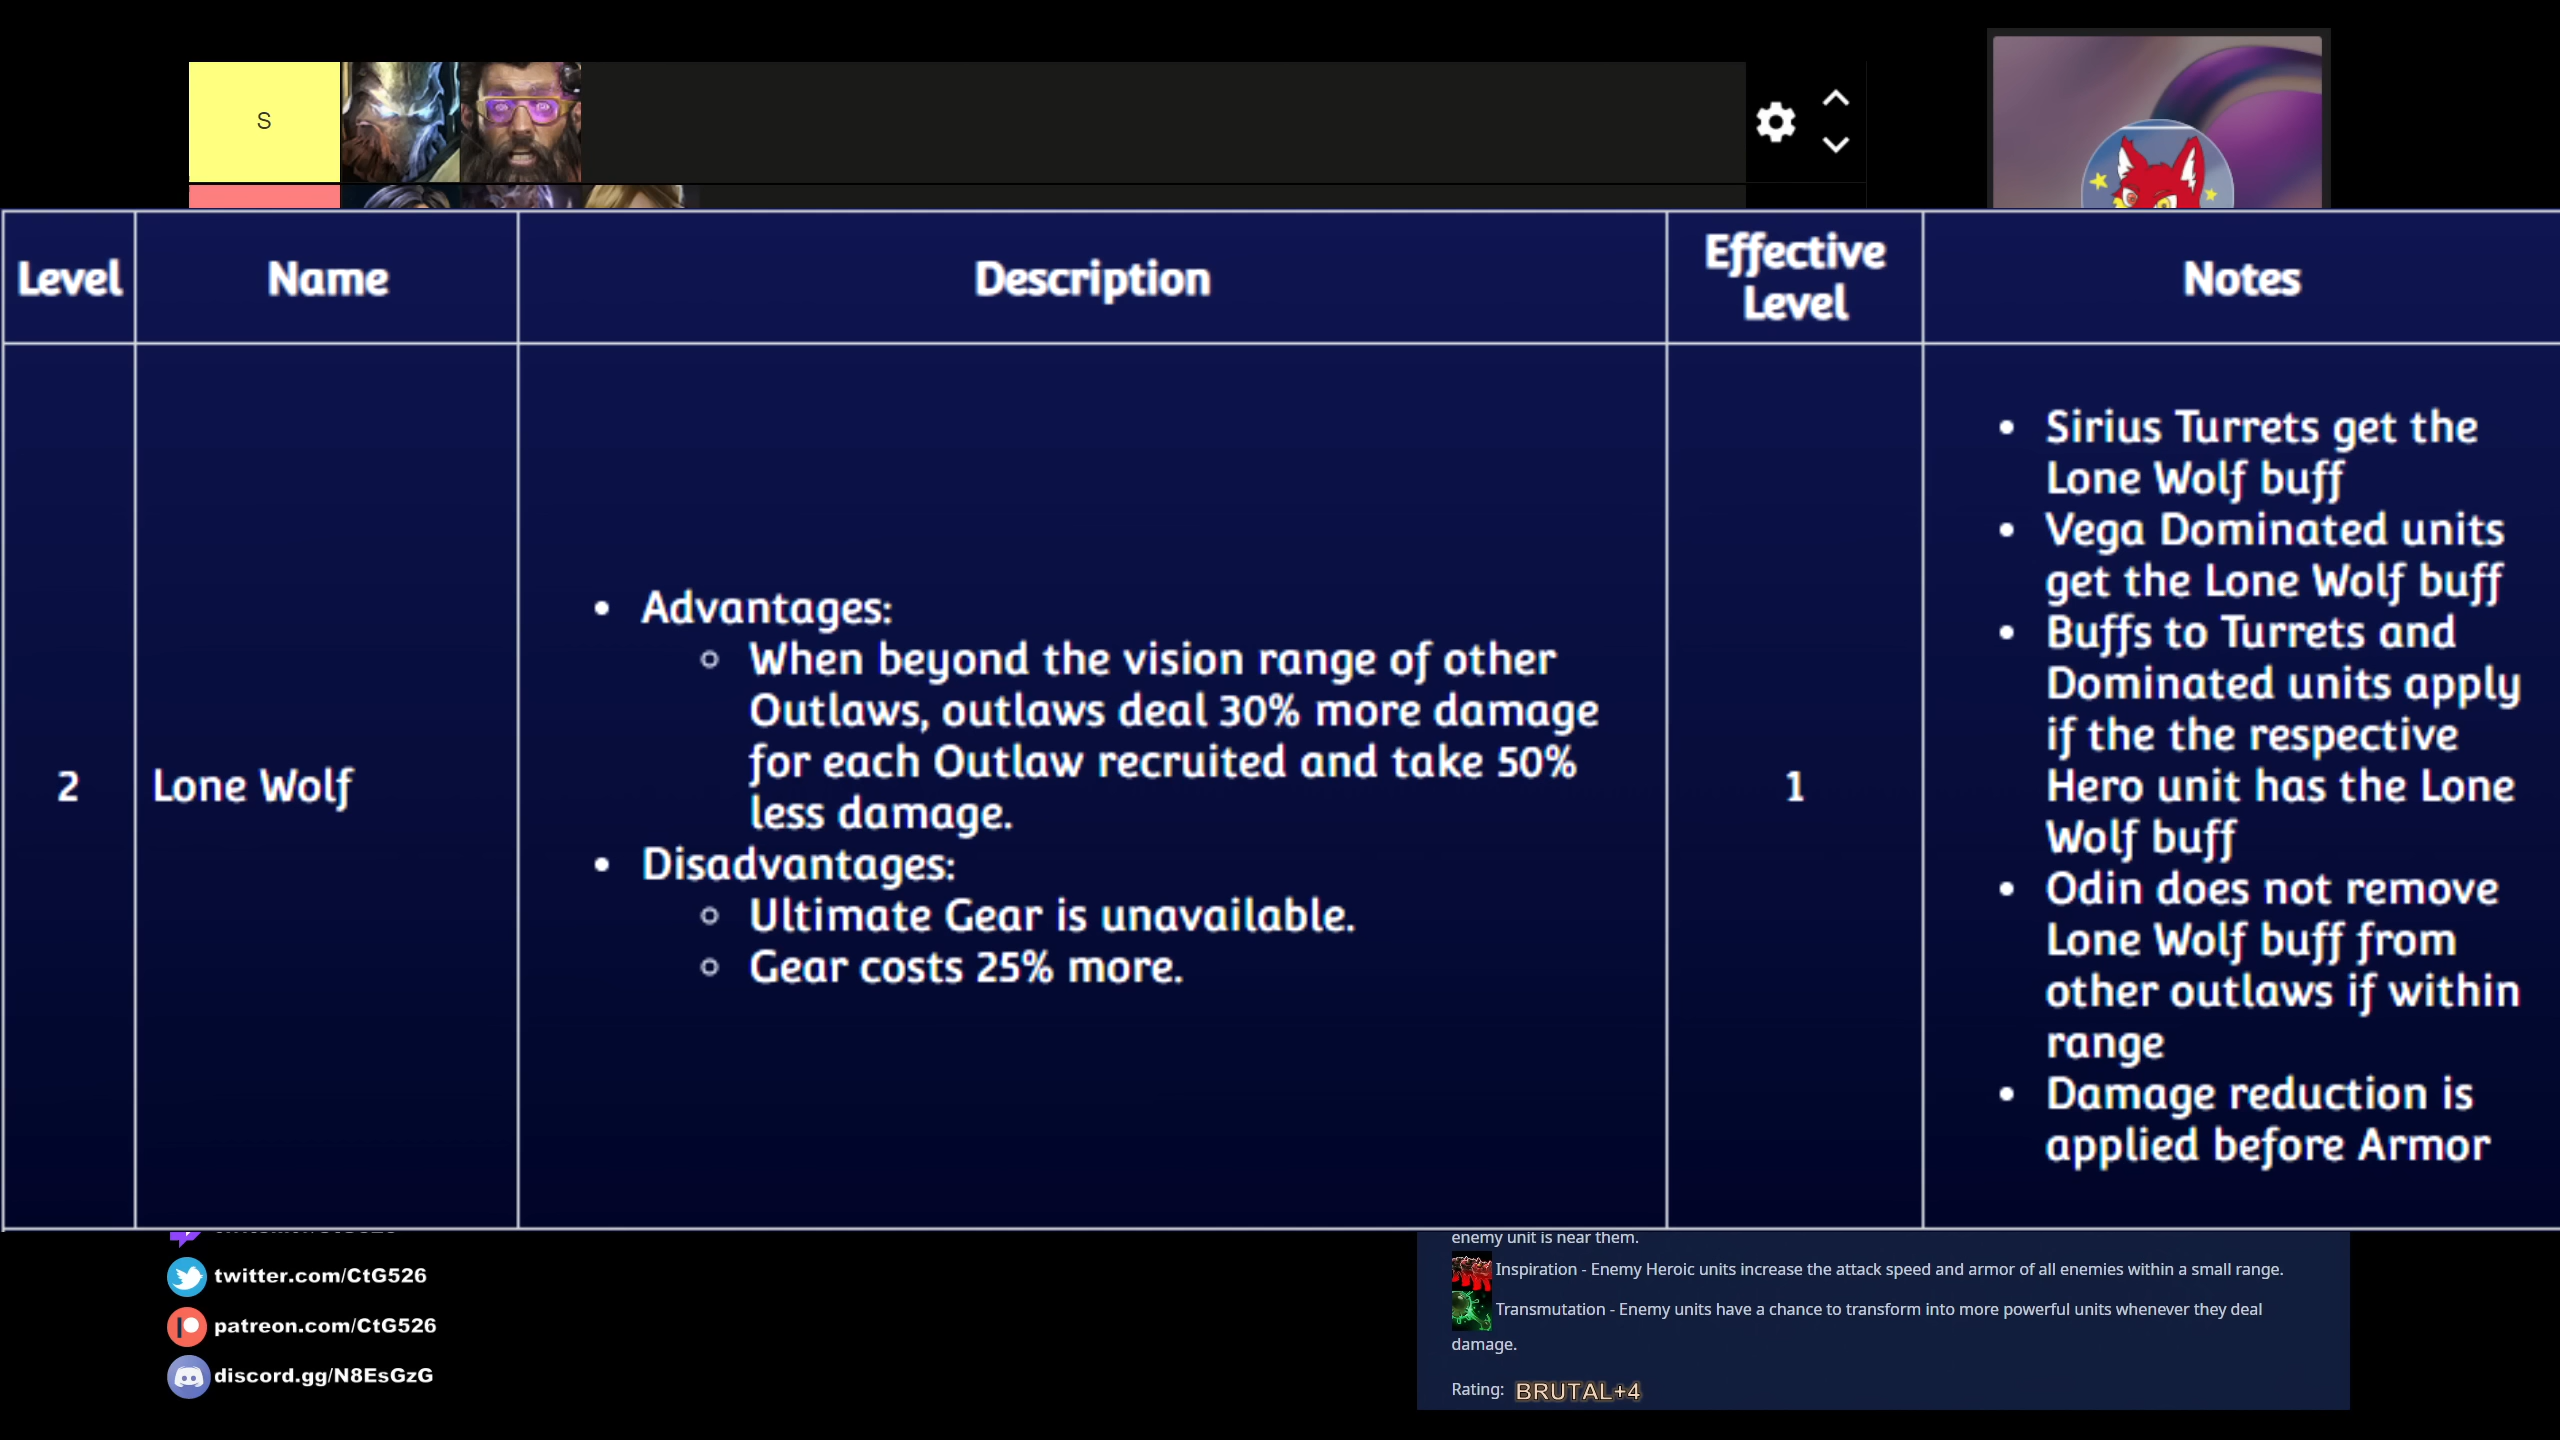 S
Level
Name
Description
Effective
Level
Notes
2
Lone Wolf
• Advantages:
○ When beyond the vision range of other
Outlaws, outlaws deal 30% more damage
for each Outlaw recruited and take 50%
less damage.
• Disadvantages:
○ Ultimate Gear is unavailable.
○ Gear costs 25% more.
1
• Sirius Turrets get the
Lone Wolf buff
• Vega Dominated units
get the Lone Wolf buff
• Buffs to Turrets and
Dominated units apply
if the the respective
Hero unit has the Lone
Wolf buff
• Odin does not remove
Lone Wolf buff from
other outlaws if within
range
• Damage reduction is
applied before Armor
twitter.com/CtG526
patreon.com/CtG526
discord.gg/N8EsGzG
enemy unit is near them.
Inspiration - Enemy Heroic units increase the attack speed and armor of all enemies within a small range.
Transmutation - Enemy units have a chance to transform into more powerful units whenever they deal
damage.
Rating: BRUTAL+4